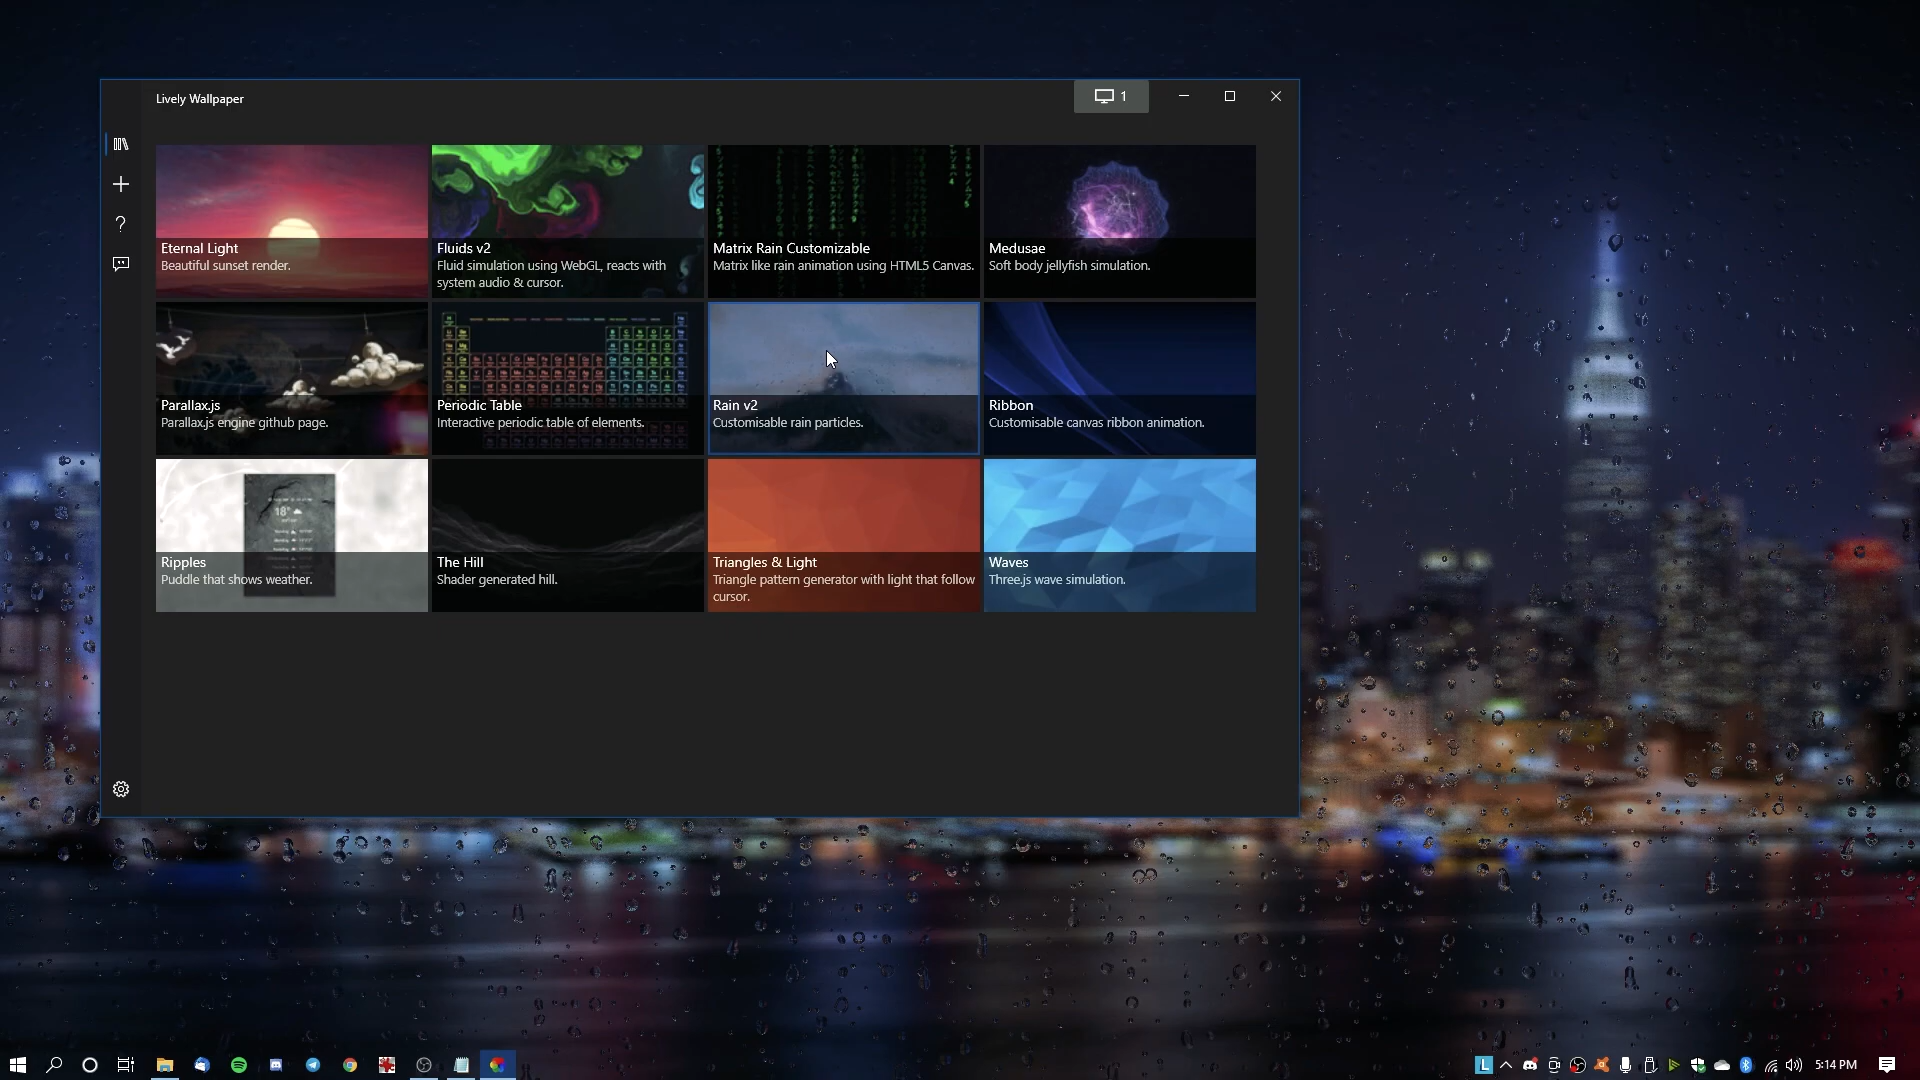 Lively Wallpaper
1
Eternal Light
Beautiful sunset render.
Fluids v2
Fluid simulation using WebGL, reacts with
system audio & cursor.
Matrix Rain Customizable
Matrix like rain animation using HTML5 Canvas.
Medusae
Soft body jellyfish simulation.
Parallax.js
Parallax.js engine github page.
Periodic Table
Interactive periodic table of elements.
Rain v2
Customisable rain particles.
Ribbon
Customisable canvas ribbon animation.
18°
Ripples
Puddle that shows weather.
The Hill
Shader generated hill.
Triangles & Light
Triangle pattern generator with light that follow
cursor.
Waves
Three.js wave simulation.
L
5:14 PM